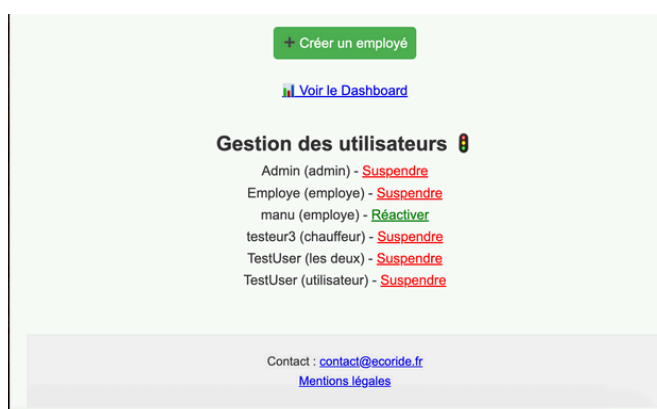 + Créer un employé
Voir le Dashboard
Gestion des utilisateurs
Admin (admin) - Suspendre
Employe (employe) - Suspendre
manu (employe) - Réactiver
testeur3 (chauffeur) - Suspendre
TestUser (les deux) - Suspendre
TestUser (utilisateur) - Suspendre
Contact : contact@ecoride.fr
Mentions légales